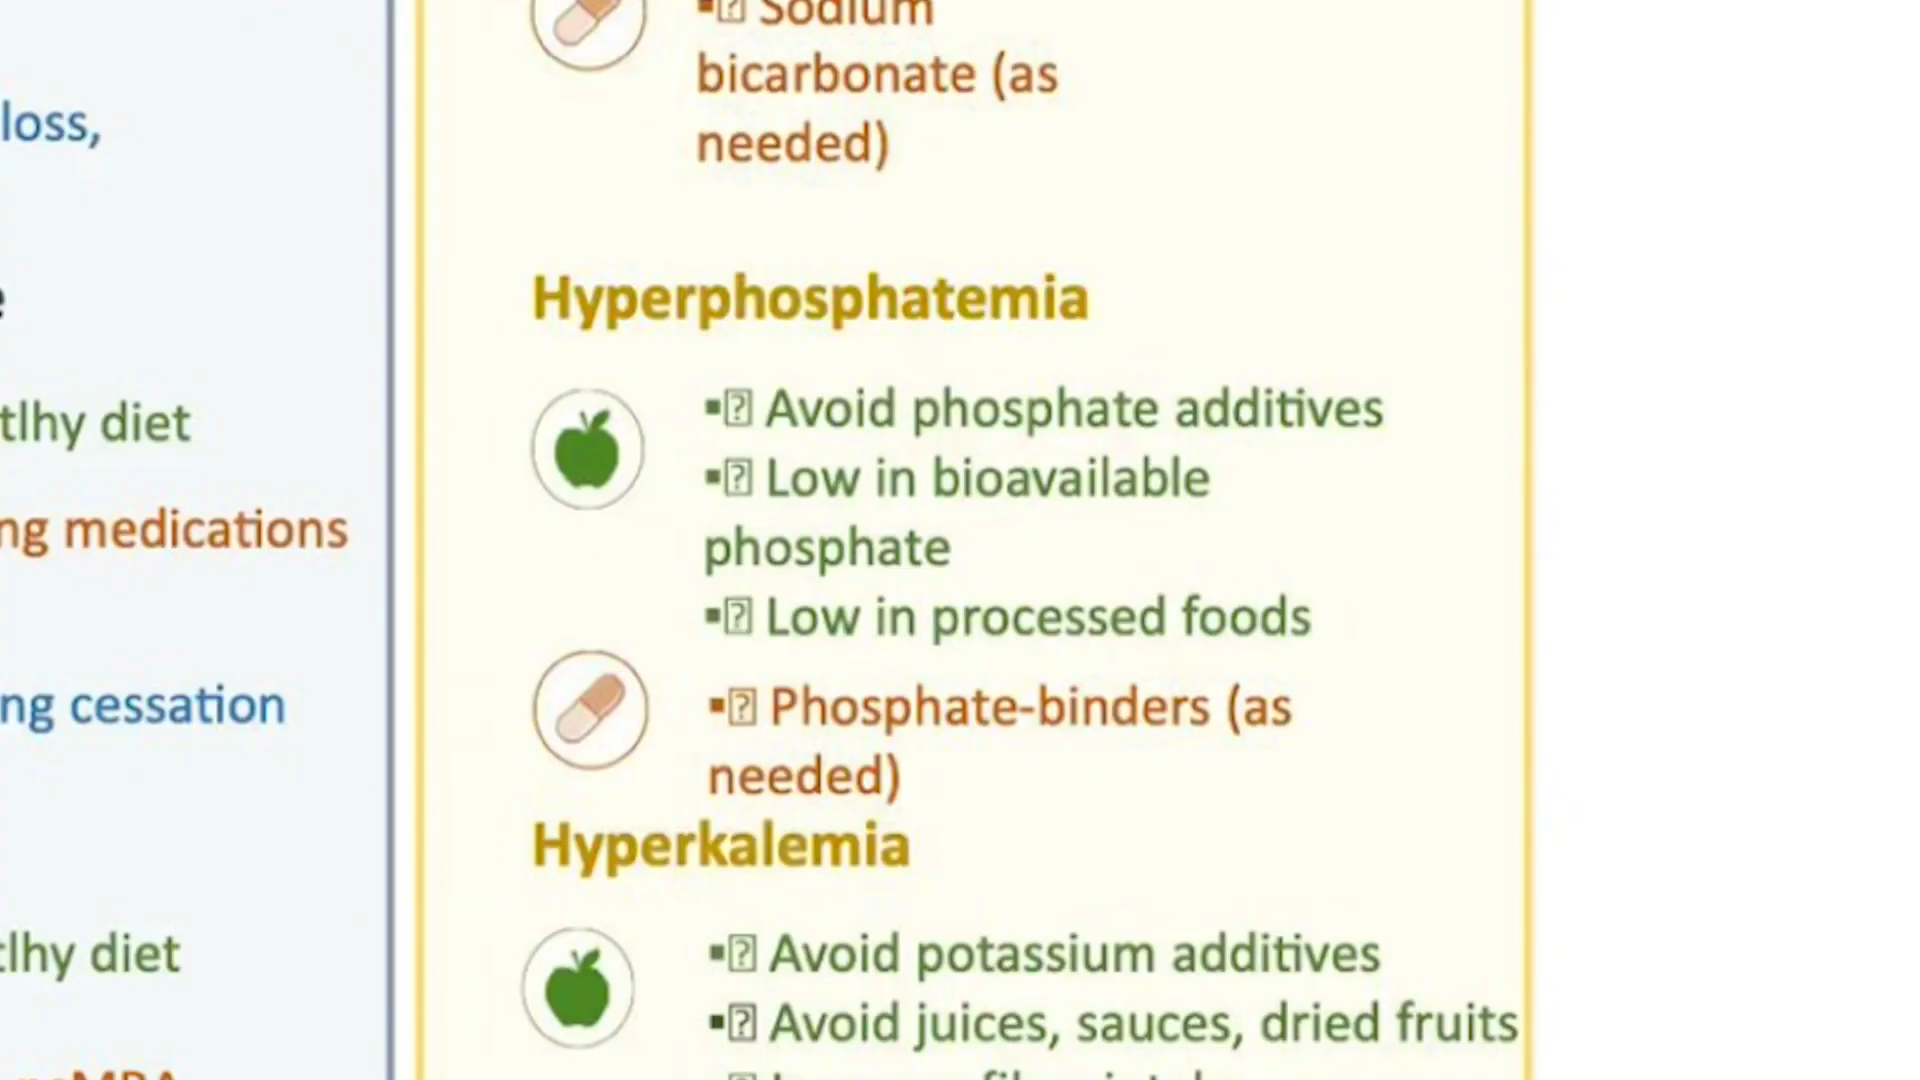 loss,
tlhy diet
ng medications
ng cessation
tlhy diet
Sodium
bicarbonate (as
needed)
Hyperphosphatemia
▪ Avoid phosphate additives
▪ Low in bioavailable
phosphate
▪ Low in processed foods
▪ Phosphate-binders (as
needed)
Hyperkalemia
▪ Avoid potassium additives
▪ Avoid juices, sauces, dried fruits